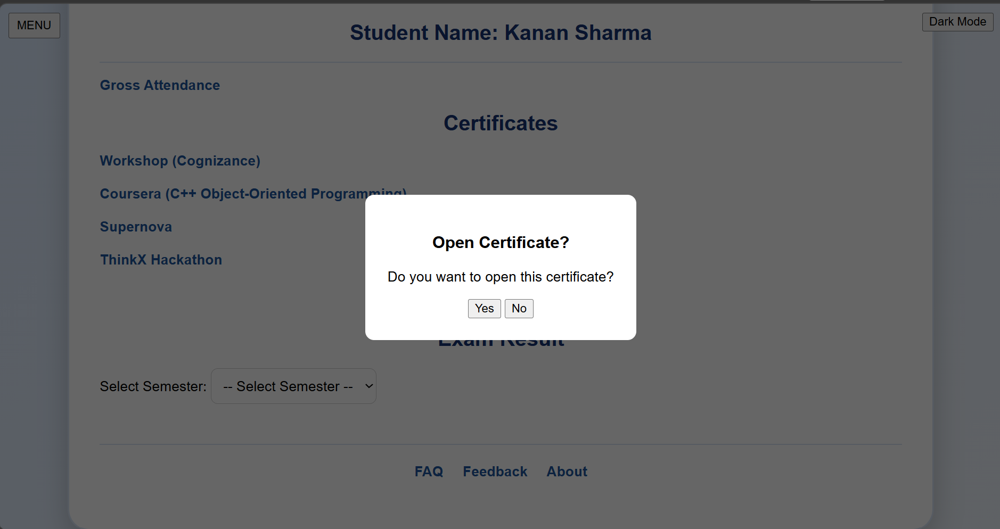 MENU
Dark Mode
Student Name: Kanan Sharma
Gross Attendance
Certificates
Workshop (Cognizance)
Coursera (C++ Object-Oriented Programming)
Supernova
ThinkX Hackathon
Open Certificate?
Do you want to open this certificate?
Yes No
Exam Result
Select Semester: -- Select Semester --
FAQ Feedback About